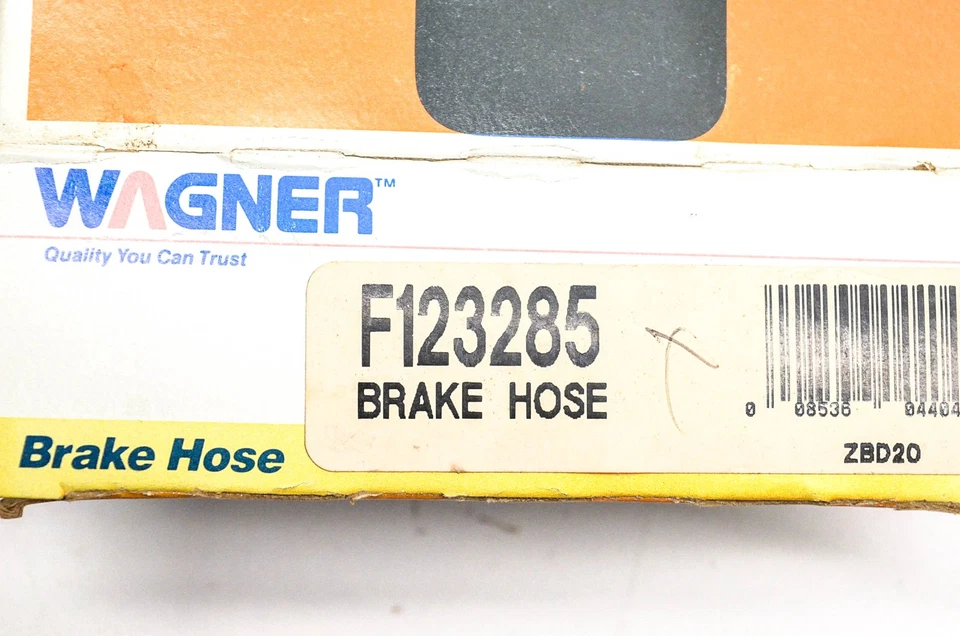 WAGNER™
Quality You Can Trust
F123285
BRAKE HOSE
0 08536 04404
ZBD20
Brake Hose